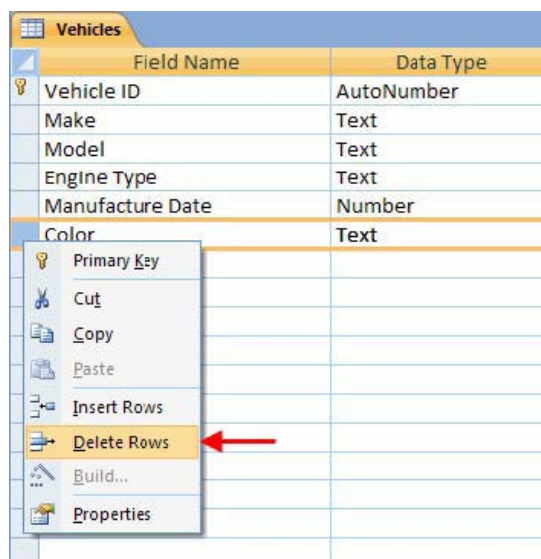 Vehicles
Field Name Data Type
Vehicle ID AutoNumber
Make Text
Model Text
Engine Type Text
Manufacture Date Number
Color Text
Primary Key
Cut
Copy
Paste
Insert Rows
Delete Rows
Build...
Properties